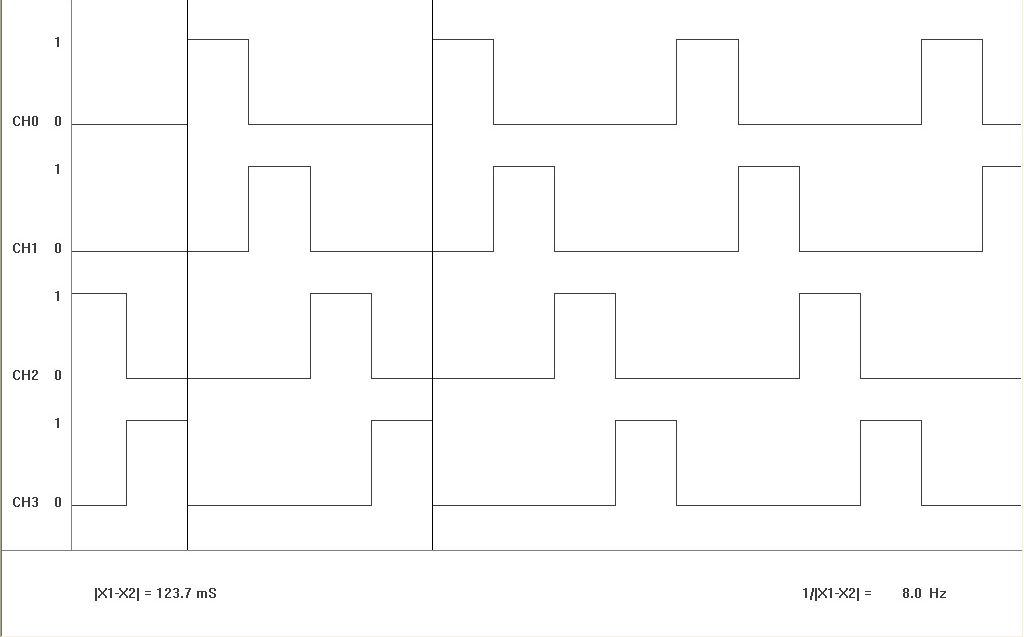 1
CH0 0
1
CH1 0
1
CH2 0
1
CH3 0
|X1-X2| = 123.7 mS 1/|X1-X2| = 8.0 Hz